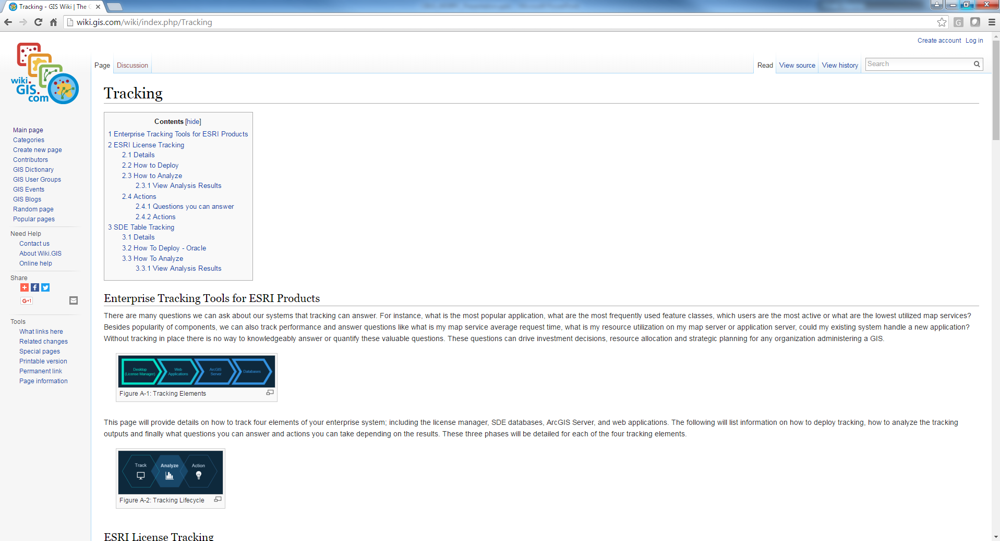 Tracking - GIS Wiki | The G
wiki.gis.com/wiki/index.php/Tracking
Create account Log in
wiki.
GIS.
com
Page Discussion
Read View source View history Search
Tracking
Main page
Categories
Create new page
Contributors
GIS Dictionary
GIS User Groups
GIS Events
GIS Blogs
Random page
Popular pages
Need Help
Contact us
About Wiki.GIS
Online help
Share
G+1
Tools
What links here
Related changes
Special pages
Printable version
Permanent link
Page information
Contents [hide]
1 Enterprise Tracking Tools for ESRI Products
2 ESRI License Tracking
2.1 Details
2.2 How to Deploy
2.3 How to Analyze
2.3.1 View Analysis Results
2.4 Actions
2.4.1 Questions you can answer
2.4.2 Actions
3 SDE Table Tracking
3.1 Details
3.2 How To Deploy - Oracle
3.3 How To Analyze
3.3.1 View Analysis Results
Enterprise Tracking Tools for ESRI Products
There are many questions we can ask about our systems that tracking can answer. For instance, what is the most popular application, what are the most frequently used feature classes, which users are the most active or what are the lowest utilized map services?
Besides popularity of components, we can also track performance and answer questions like what is my map service average request time, what is my resource utilization on my map server or application server, could my existing system handle a new application?
Without tracking in place there is no way to knowledgeably answer or quantify these valuable questions. These questions can drive investment decisions, resource allocation and strategic planning for any organization administering a GIS.
Desktop
(License Manager)
Web
Applications
ArcGIS
Server
Databases
Figure A-1: Tracking Elements
This page will provide details on how to track four elements of your enterprise system; including the license manager, SDE databases, ArcGIS Server, and web applications. The following will list information on how to deploy tracking, how to analyze the tracking
outputs and finally what questions you can answer and actions you can take depending on the results. These three phases will be detailed for each of the four tracking elements.
Track Analyze Action
Figure A-2: Tracking Lifecycle
ESRI License Tracking